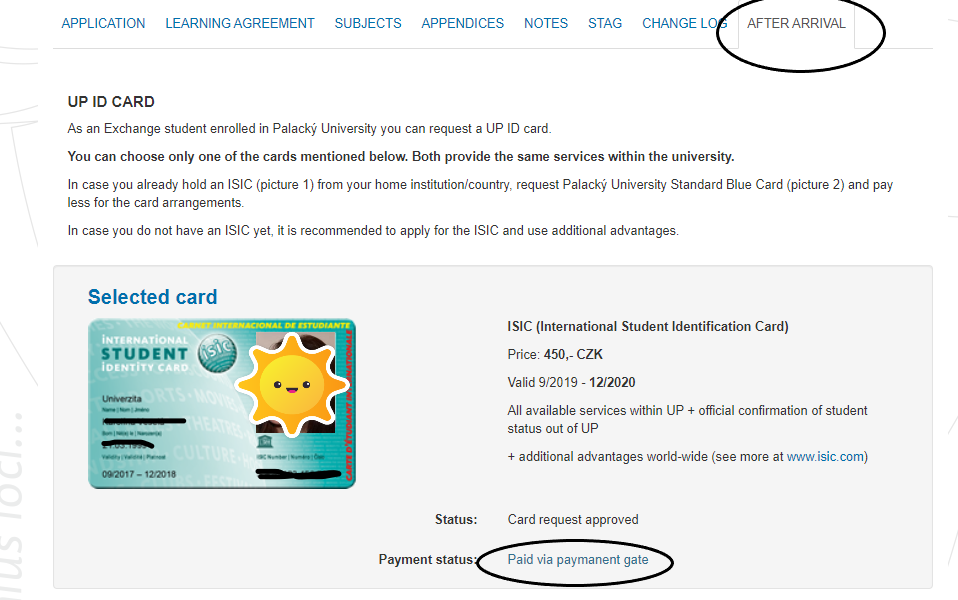 APPLICATION LEARNING AGREEMENT SUBJECTS APPENDICES NOTES STAG CHANGE LOG AFTER ARRIVAL
UP ID CARD
As an Exchange student enrolled in Palacký University you can request a UP ID card.
You can choose only one of the cards mentioned below. Both provide the same services within the university.
In case you already hold an ISIC (picture 1) from your home institution/country, request Palacký University Standard Blue Card (picture 2) and pay
less for the card arrangements.
In case you do not have an ISIC yet, it is recommended to apply for the ISIC and use additional advantages.
Selected card
CARNET INTERNACIONAL DE ESTUDIANTE
INTERNATIONAL
STUDENT
IDENTITY CARD
isic
Univerzita
Name | Nom | Jméno
Born | Né(e) le | Narozen(a)
Validity | Validité | Platnost
09/2017 – 12/2018
ISIC Number | Numéro | Číslo
CARTE D'ÉTUDIANT INTERNATIONALE
ISIC (International Student Identification Card)
Price: 450,- CZK
Valid 9/2019 - 12/2020
All available services within UP + official confirmation of student
status out of UP
+ additional advantages world-wide (see more at www.isic.com)
Status: Card request approved
Payment status: Paid via paymanent gate